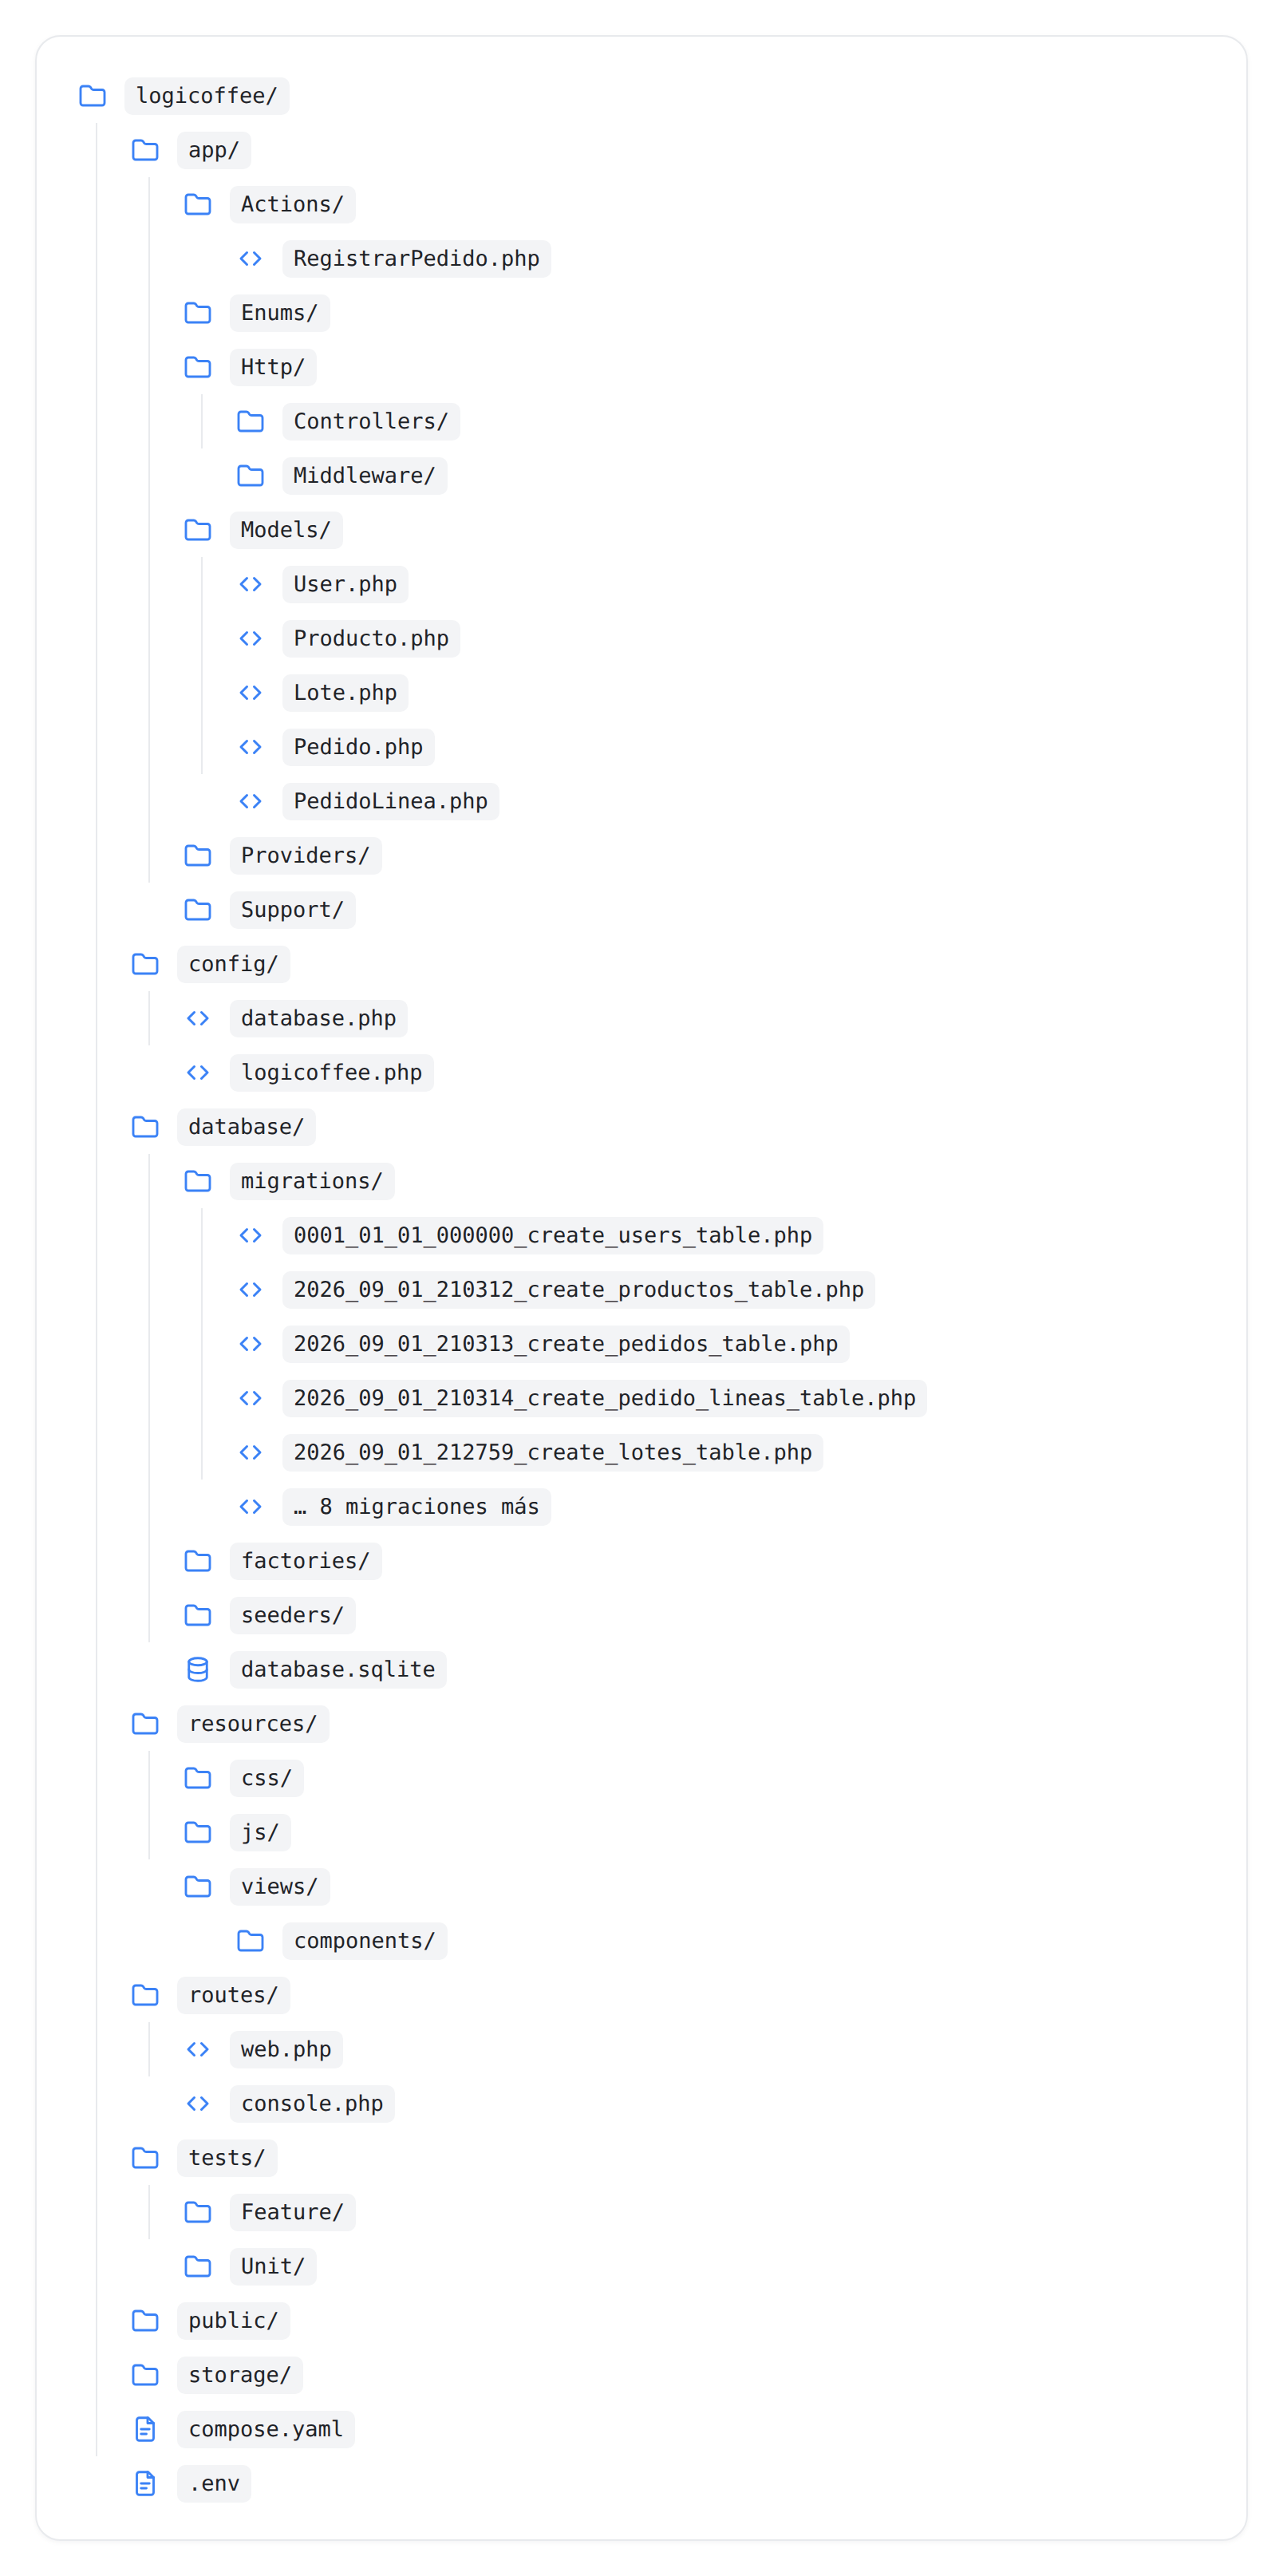 logicoffee/
app/
Actions/
RegistrarPedido.php
Enums/
Http/
Controllers/
Middleware/
Models/
User.php
Producto.php
Lote.php
Pedido.php
PedidoLinea.php
Providers/
Support/
config/
database.php
logicoffee.php
database/
migrations/
0001_01_01_000000_create_users_table.php
2026_09_01_210312_create_productos_table.php
2026_09_01_210313_create_pedidos_table.php
2026_09_01_210314_create_pedido_lineas_table.php
2026_09_01_212759_create_lotes_table.php
… 8 migraciones más
factories/
seeders/
database.sqlite
resources/
css/
js/
views/
components/
routes/
web.php
console.php
tests/
Feature/
Unit/
public/
storage/
compose.yaml
.env